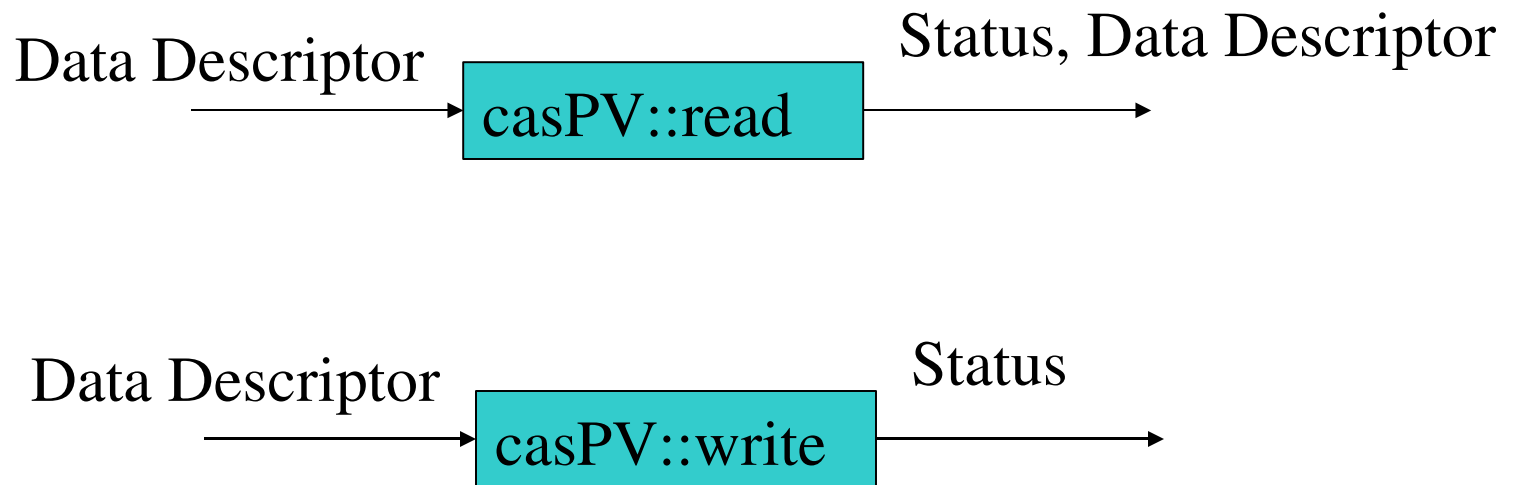 Data Descriptor
casPV::read
Status, Data Descriptor
Data Descriptor
casPV::write
Status